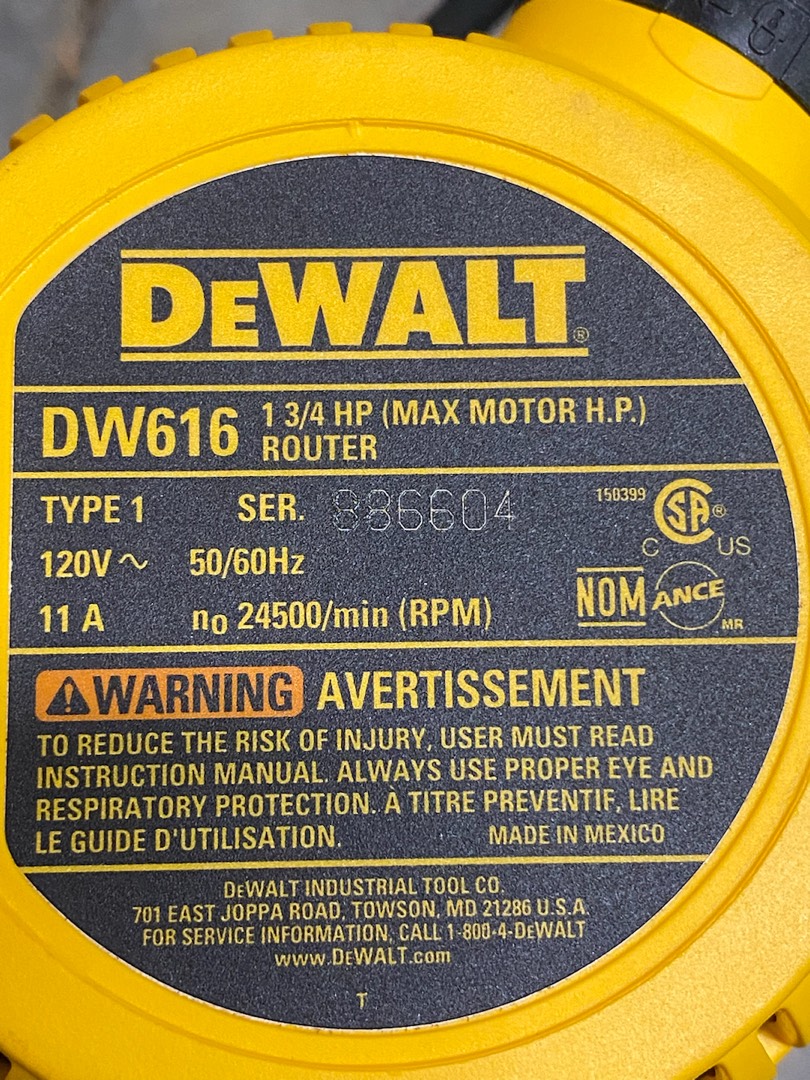 DEWALT®
DW616 1 3/4 HP (MAX MOTOR H.P.)
ROUTER
TYPE 1 SER. 886604 150399 CSA®
C US
120V ~ 50/60Hz
NOM ANCE
MR
11 A no 24500/min (RPM)
WARNING AVERTISSEMENT
TO REDUCE THE RISK OF INJURY, USER MUST READ
INSTRUCTION MANUAL. ALWAYS USE PROPER EYE AND
RESPIRATORY PROTECTION. À TITRE PREVENTIF, LIRE
LE GUIDE D'UTILISATION. MADE IN MEXICO
DEWALT INDUSTRIAL TOOL CO.
701 EAST JOPPA ROAD, TOWSON, MD 21286 U.S.A.
FOR SERVICE INFORMATION, CALL 1-800-4-DEWALT
www.DEWALT.com
T